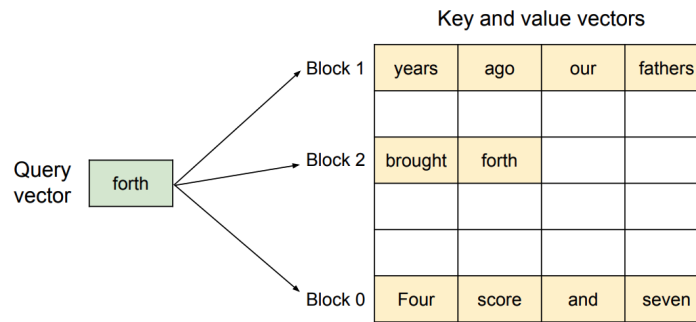 Key and value vectors
Block 1 years ago our fathers
Query vector
forth
Block 2 brought forth
Block 0 Four score and seven